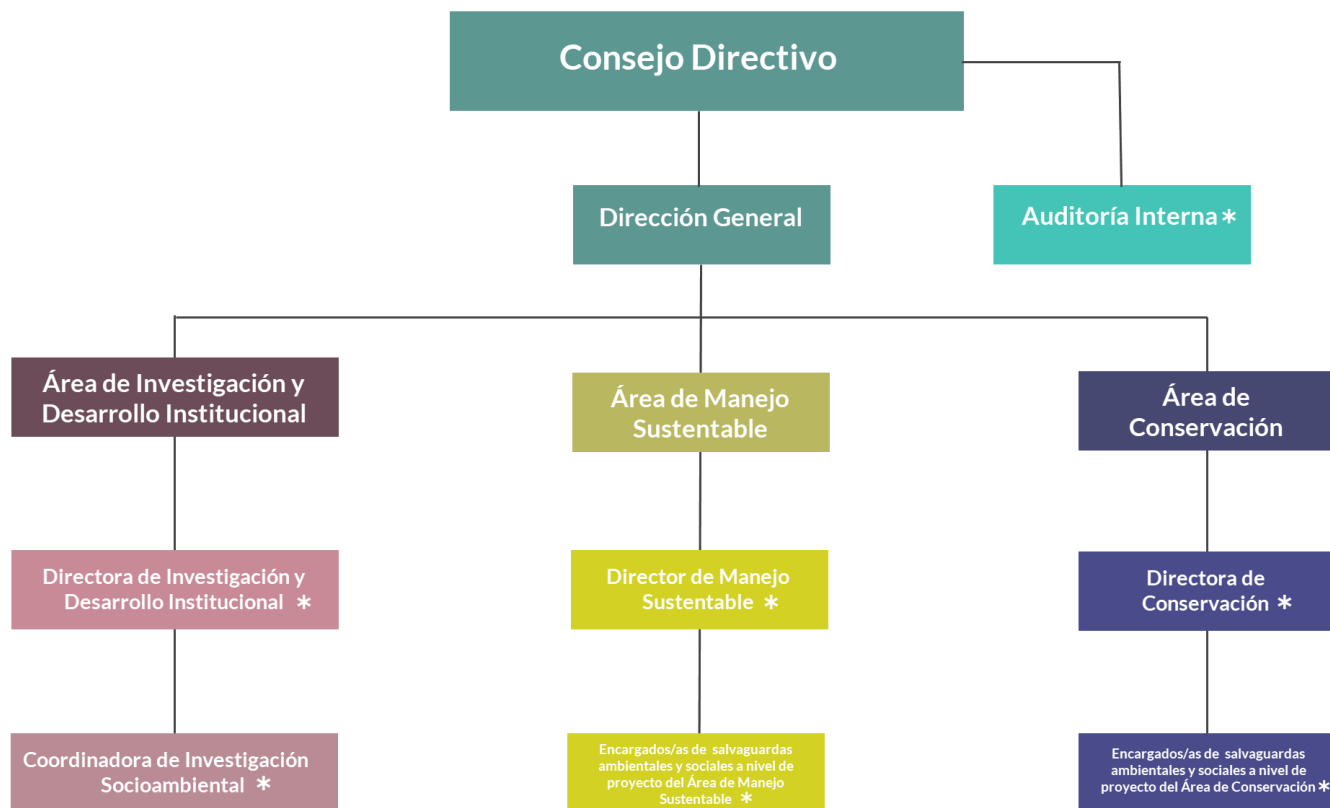 Consejo Directivo
Dirección General
Auditoría Interna *
Área de Investigación y
Desarrollo Institucional
Área de Manejo
Sustentable
Área de
Conservación
Directora de Investigación y
Desarrollo Institucional *
Director de Manejo
Sustentable *
Directora de
Conservación *
Coordinadora de Investigación
Socioambiental *
Encargados/as de salvaguardas
ambientales y sociales a nivel de
proyecto del Área de Manejo
Sustentable *
Encargados/as de salvaguardas
ambientales y sociales a nivel de
proyecto del Área de Conservación *